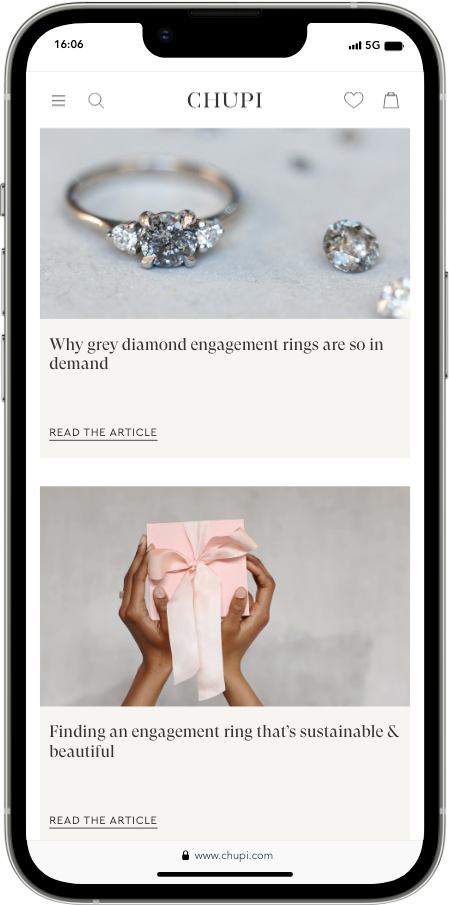 16:06
5G
CHUPI
Why grey diamond engagement rings are so in
demand
READ THE ARTICLE
Finding an engagement ring that’s sustainable &
beautiful
READ THE ARTICLE
www.chupi.com